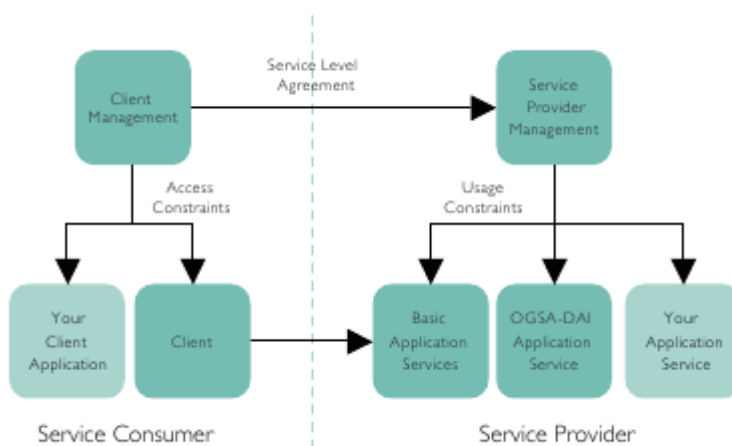 Service Level
Agreement
Client
Management
Service
Provider
Management
Access
Constraints
Usage
Constraints
Your
Client
Application
Client
Basic
Application
Services
OGSA-DAI
Application
Service
Your
Application
Service
Service Consumer
Service Provider